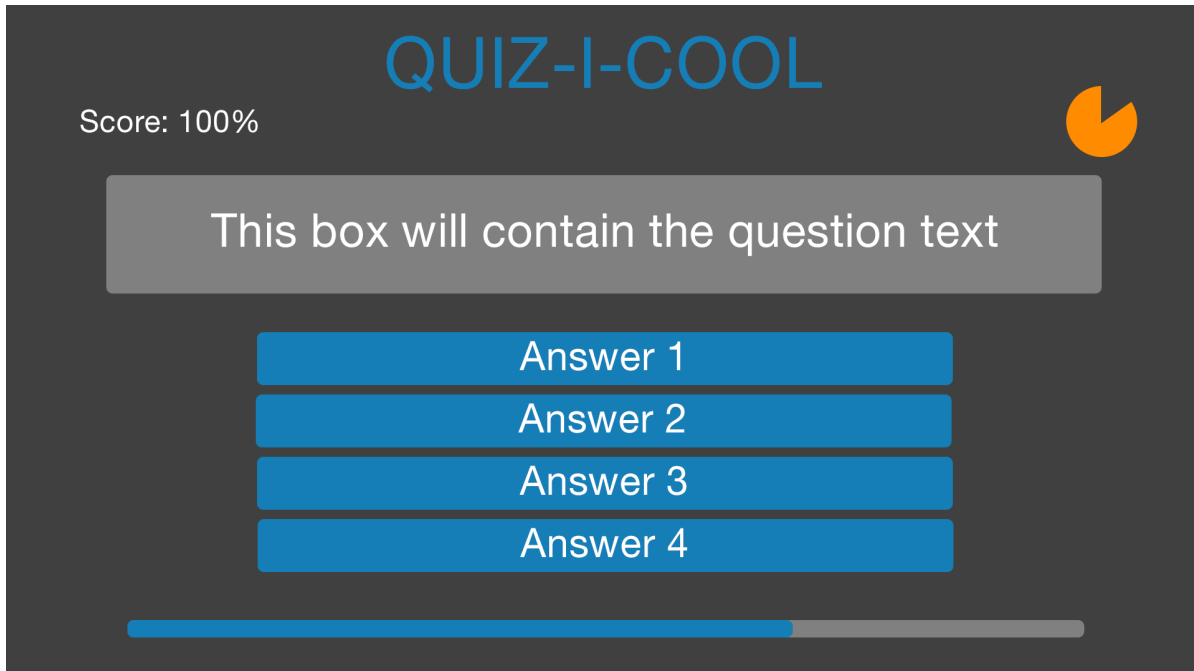 QUIZ-I-COOL
Score: 100%
This box will contain the question text
Answer 1
Answer 2
Answer 3
Answer 4